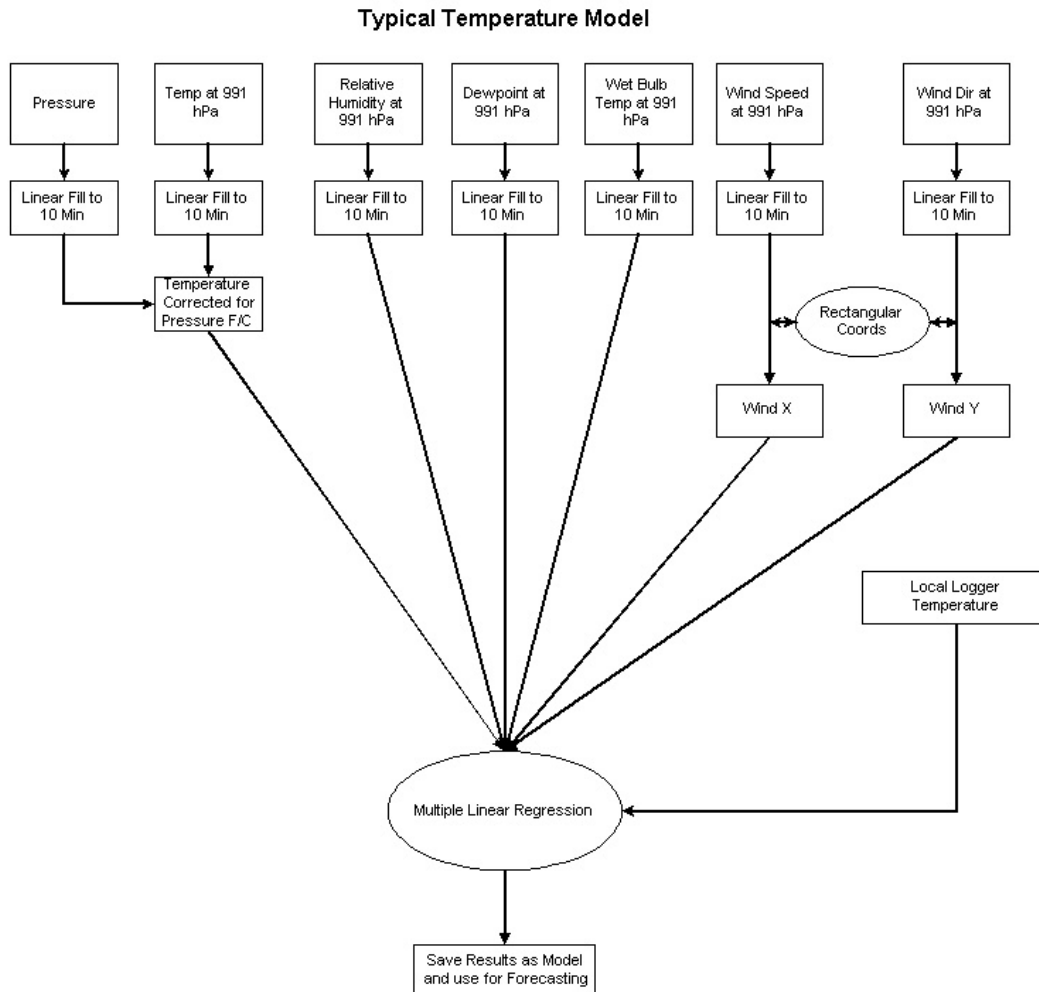 Typical Temperature Model
Pressure
Temp at 991
hPa
Relative
Humidity at
991 hPa
Dewpoint at
991 hPa
Wet Bulb
Temp at 991
hPa
Wind Speed
at 991 hPa
Wind Dir at
991 hPa
Linear Fill to
10 Min
Linear Fill to
10 Min
Linear Fill to
10 Min
Linear Fill to
10 Min
Linear Fill to
10 Min
Linear Fill to
10 Min
Linear Fill to
10 Min
Temperature
Corrected for
Pressure F/C
Rectangular
Coords
Wind X
Wind Y
Local Logger
Temperature
Multiple Linear Regression
Save Results as Model
and use for Forecasting